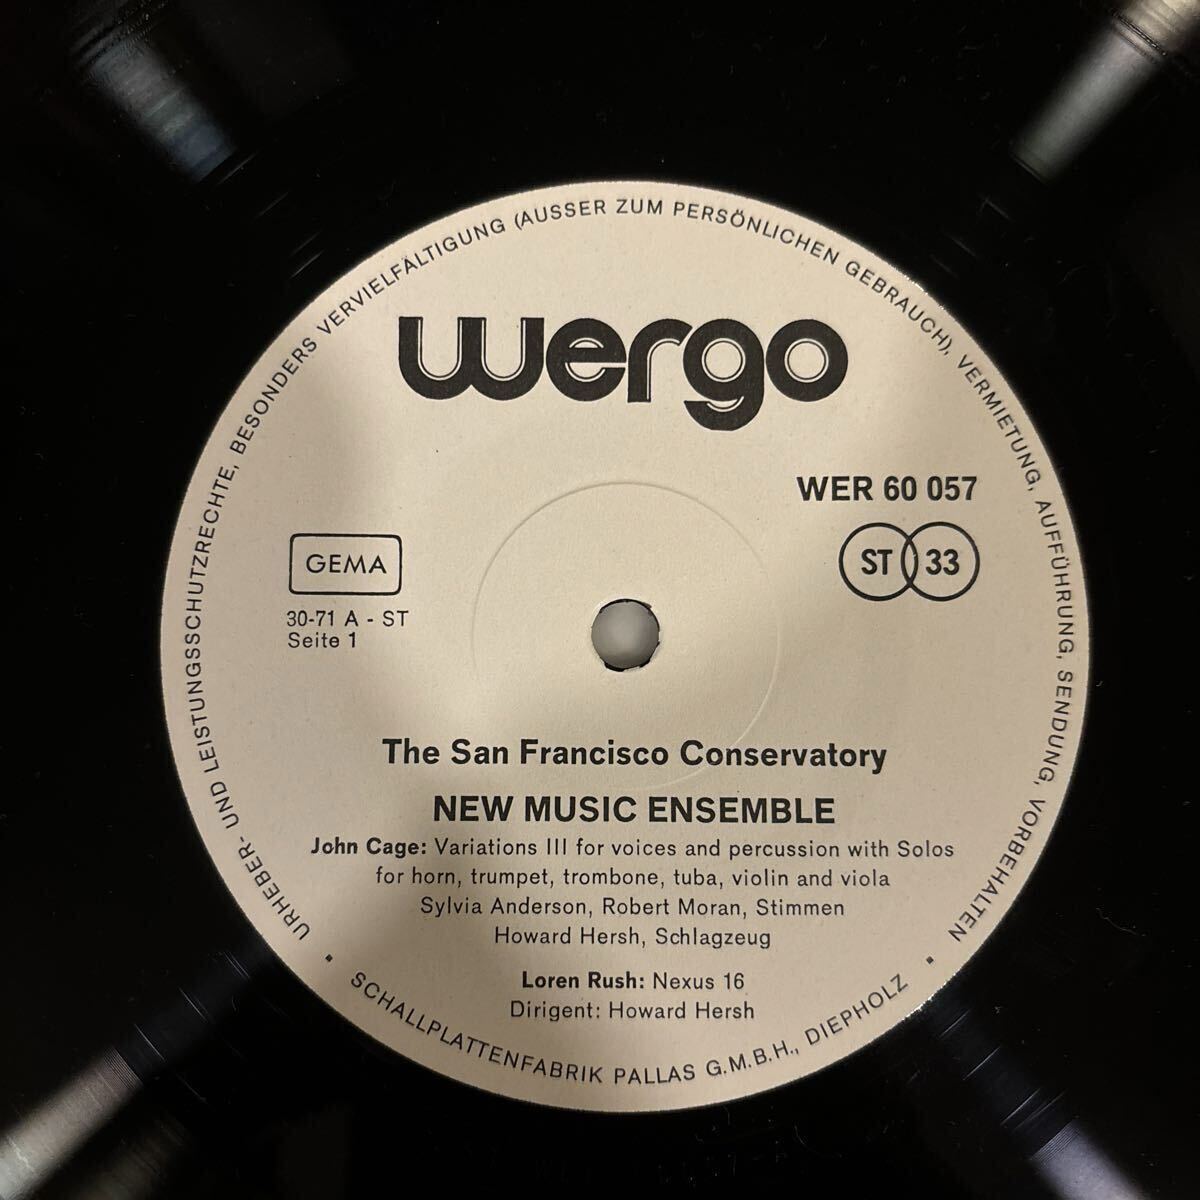 URHEBER- UND LEISTUNGSSCHUTZRECHTE, BESONDERS VERVIELFÄLTIGUNG (AUSSER ZUM PERSÖNLICHEN GEBRAUCH), VERMIETUNG, AUFFÜHRUNG, SENDUNG, VORBEHALTEN
wergo
WER 60 057
GEMA
ST 33
30-71 A - ST
Seite 1
The San Francisco Conservatory
NEW MUSIC ENSEMBLE
John Cage: Variations III for voices and percussion with Solos
for horn, trumpet, trombone, tuba, violin and viola
Sylvia Anderson, Robert Moran, Stimmen
Howard Hersh, Schlagzeug
Loren Rush: Nexus 16
Dirigent: Howard Hersh
• SCHALLPLATTENFABRIK PALLAS G.M.B.H., DIEPHOLZ •